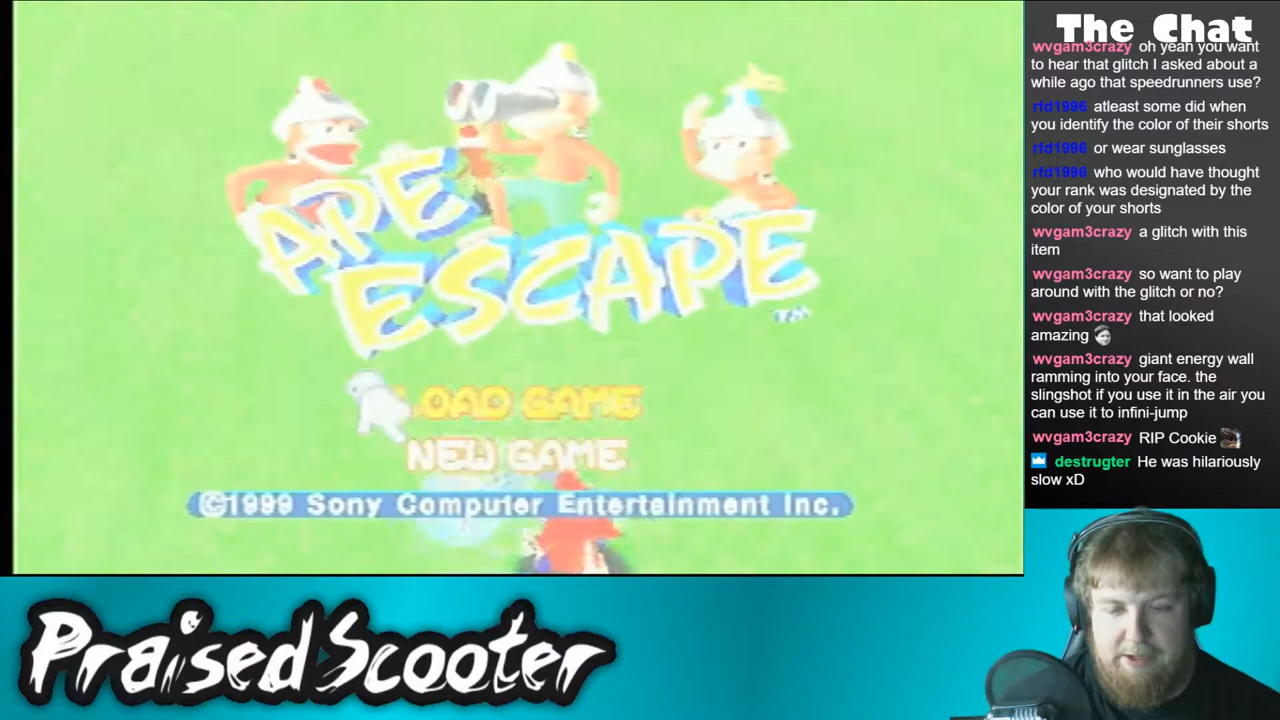 APE
ESCAPE
TM
LOAD GAME
NEW GAME
©1999 Sony Computer Entertainment Inc.
PraisedScooter
The Chat
wvgam3crazy oh yeah you want
to hear that glitch I asked about a
while ago that speedrunners use?
rfd1996 atleast some did when
you identify the color of their shorts
rfd1996 or wear sunglasses
rfd1996 who would have thought
your rank was designated by the
color of your shorts
wvgam3crazy a glitch with this
item
wvgam3crazy so want to play
around with the glitch or no?
wvgam3crazy that looked
amazing
wvgam3crazy giant energy wall
ramming into your face. the
slingshot if you use it in the air you
can use it to infini-jump
wvgam3crazy RIP Cookie
destrugter He was hilariously
slow xD